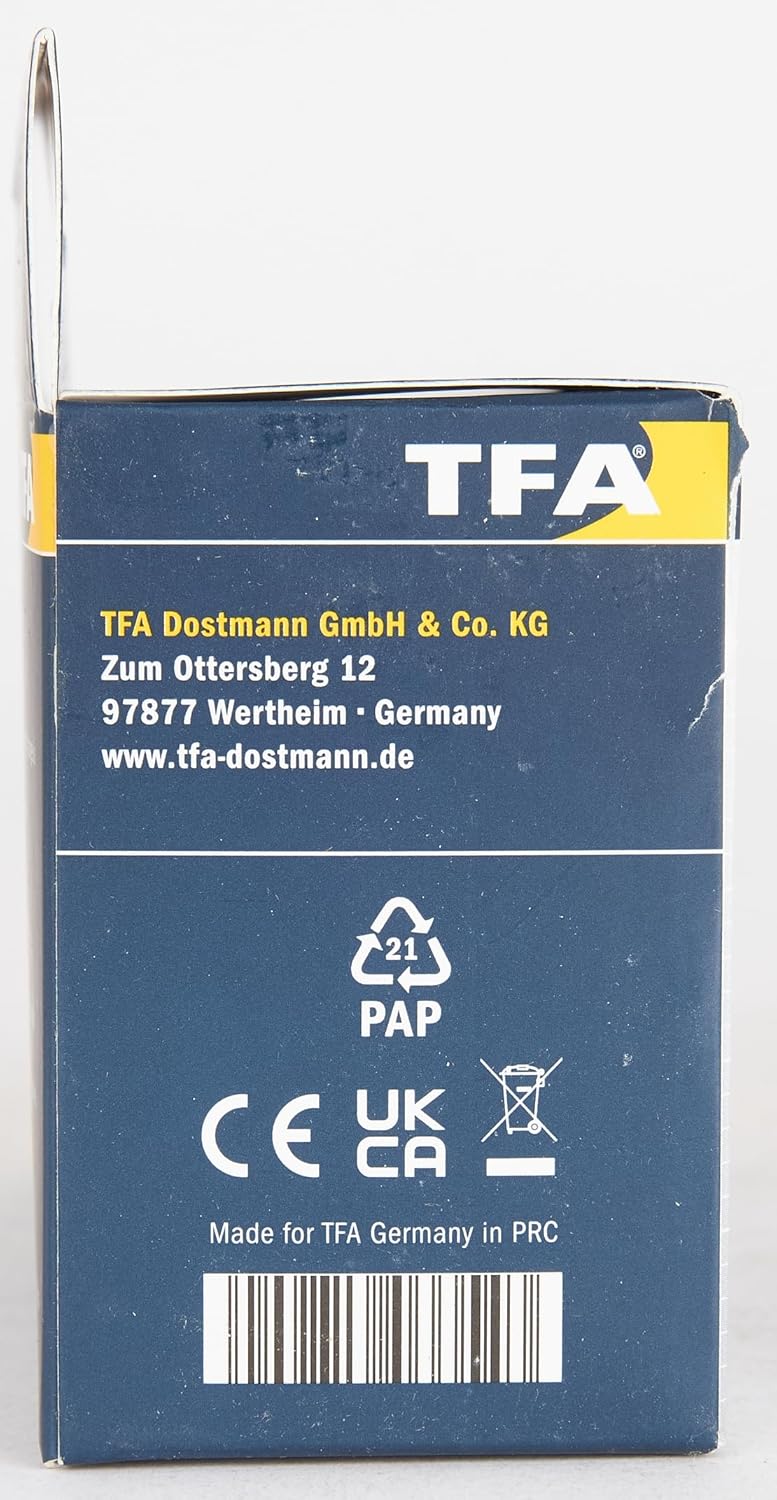 TFA®
TFA Dostmann GmbH & Co. KG
Zum Ottersberg 12
97877 Wertheim · Germany
www.tfa-dostmann.de
21
PAP
CE
UK
CA
Made for TFA Germany in PRC